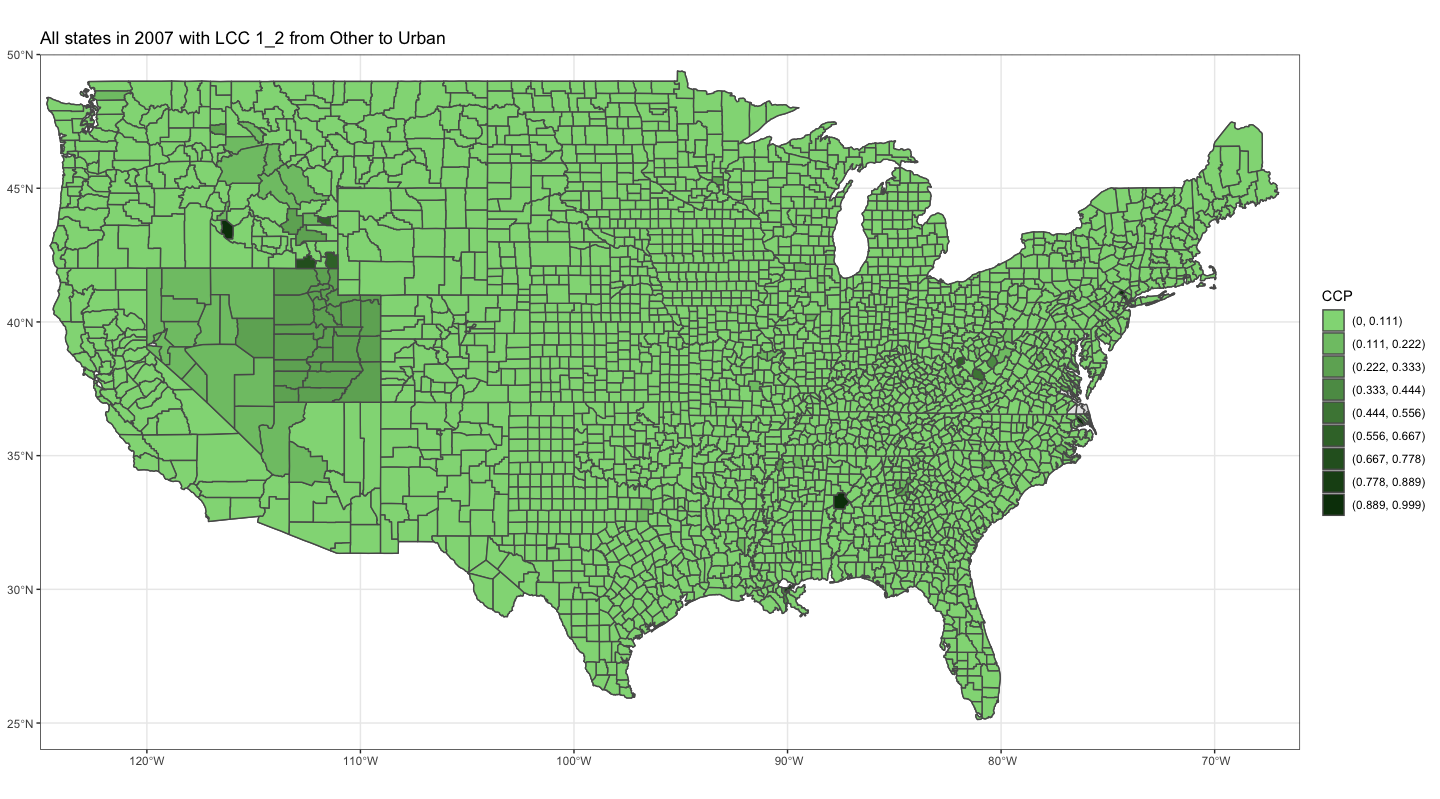 All states in 2007 with LCC 1_2 from Other to Urban
50°N
45°N
40°N
35°N
30°N
25°N
120°W
110°W
100°W
90°W
80°W
70°W
CCP
(0, 0.111)
(0.111, 0.222)
(0.222, 0.333)
(0.333, 0.444)
(0.444, 0.556)
(0.556, 0.667)
(0.667, 0.778)
(0.778, 0.889)
(0.889, 0.999)